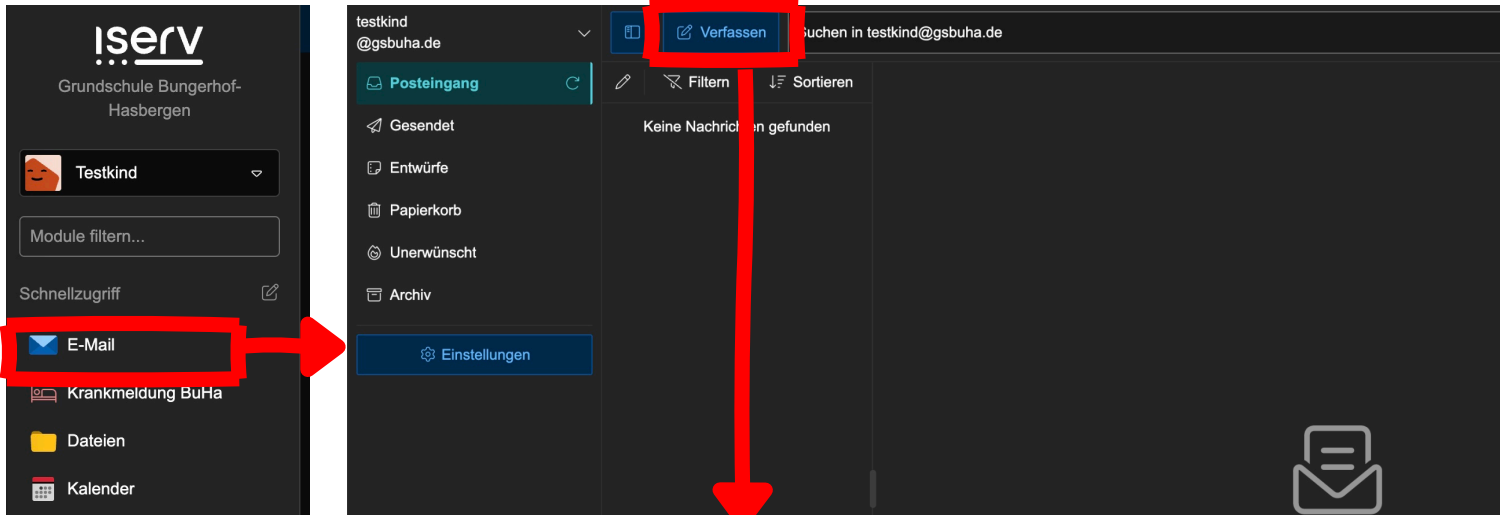 ISerV
Grundschule Bungerhof-
Hasbergen
Testkind
Module filtern...
Schnellzugriff
E-Mail
Krankmeldung BuHa
Dateien
Kalender
testkind
@gsbuha.de
Posteingang
Gesendet
Entwürfe
Papierkorb
Unerwünscht
Archiv
Einstellungen
Verfassen
Suchen in testkind@gsbuha.de
Filtern
Sortieren
Keine Nachrichten gefunden